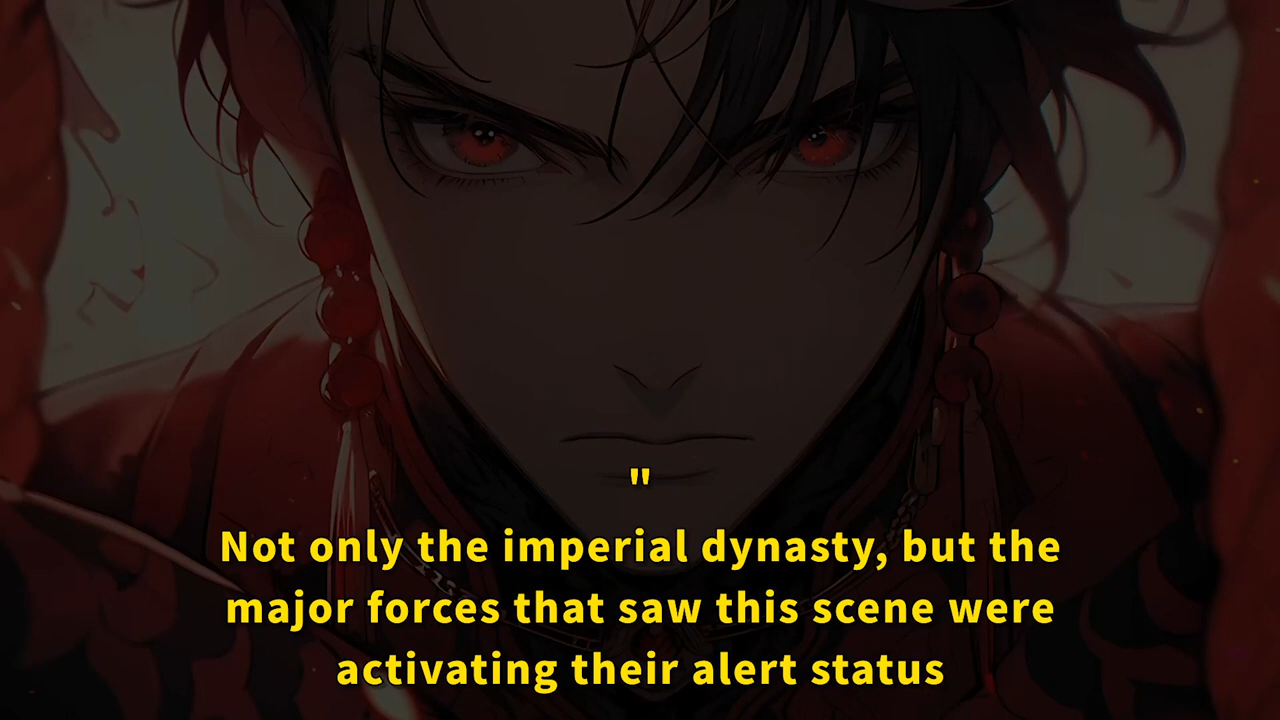 "
Not only the imperial dynasty, but the
major forces that saw this scene were
activating their alert status